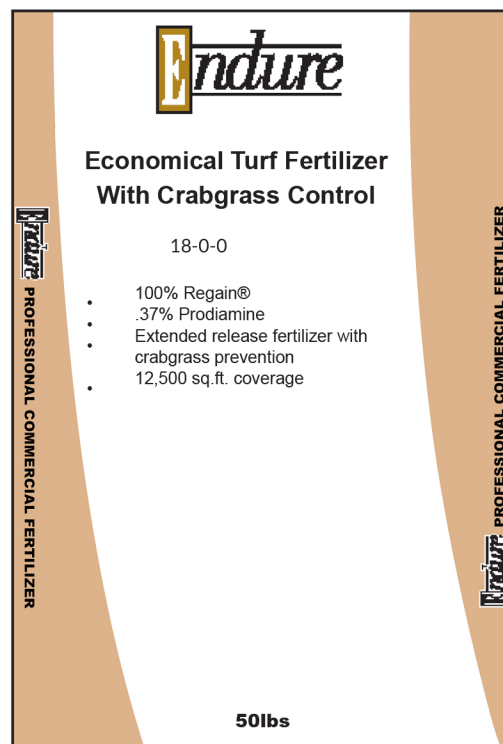 Endure
Economical Turf Fertilizer
With Crabgrass Control
18-0-0
• 100% Regain®
• .37% Prodiamine
• Extended release fertilizer with
crabgrass prevention
• 12,500 sq.ft. coverage
50lbs
Endure PROFESSIONAL COMMERCIAL FERTILIZER
Endure PROFESSIONAL COMMERCIAL FERTILIZER